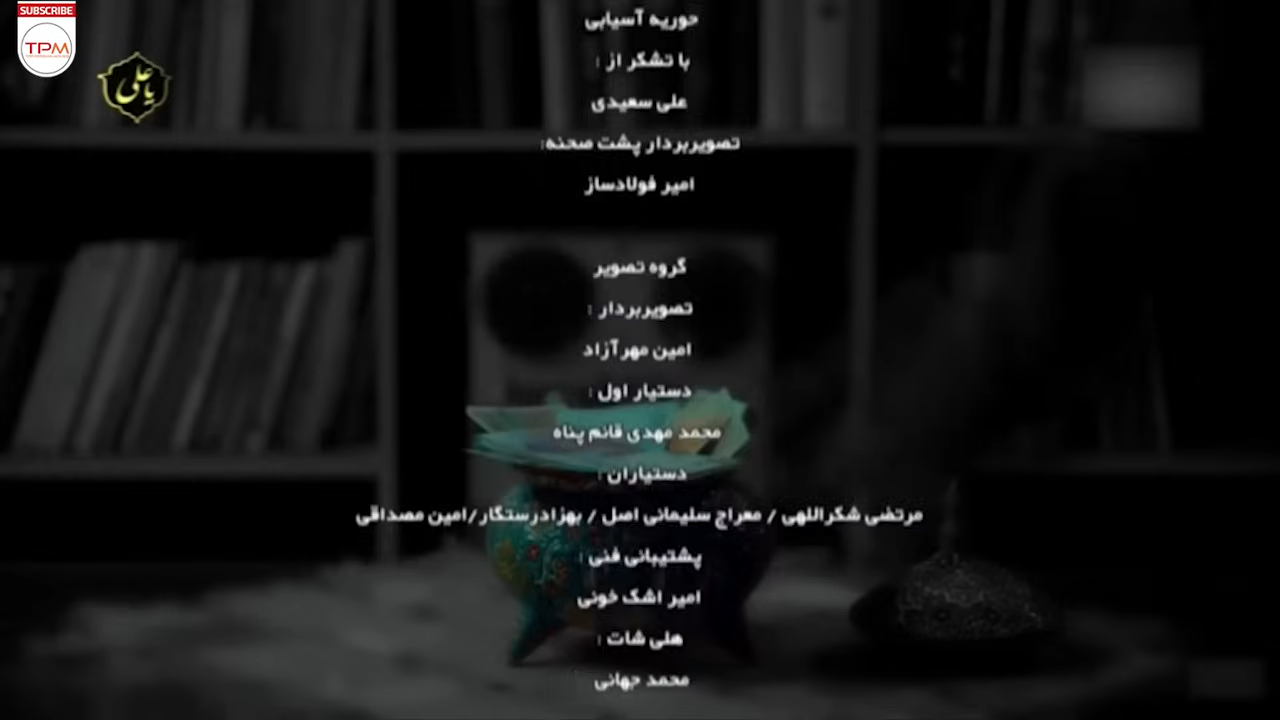 SUBSCRIBE
TPM
یا علی
حوریه آسیابی
با تشکر از :
علی سعیدی
تصویربردار پشت صحنه:
امیر فولادساز
گروه تصویر
تصویربردار :
امین مهرآزاد
دستیار اول :
محمد مهدی قائم پناه
دستیاران :
مرتضی شکراللهی / معراج سلیمانی اصل / بهزادرستگار/امین مصداقی
پشتیبانی فنی :
امیر اشک خونی
هلی شات :
محمد جهانی